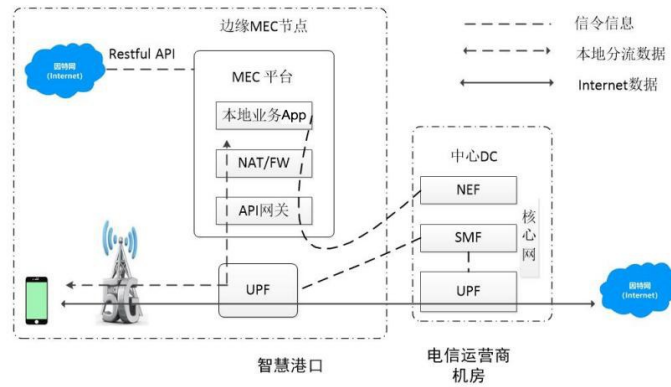 边缘MEC节点
信令信息
本地分流数据
Internet数据
因特网
(Internet)
Restful API
MEC 平台
本地业务App
NAT/FW
API网关
中心DC
NEF
SMF
UPF
核心网
UPF
因特网
(Internet)
5G
智慧港口
电信运营商
机房